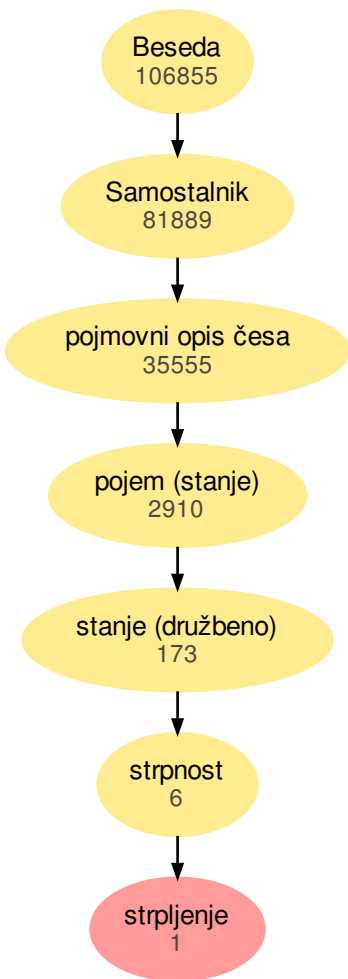 Beseda
106855
Samostalnik
81889
pojmovni opis česa
35555
pojem (stanje)
2910
stanje (družbeno)
173
strpnost
6
strpljenje
1